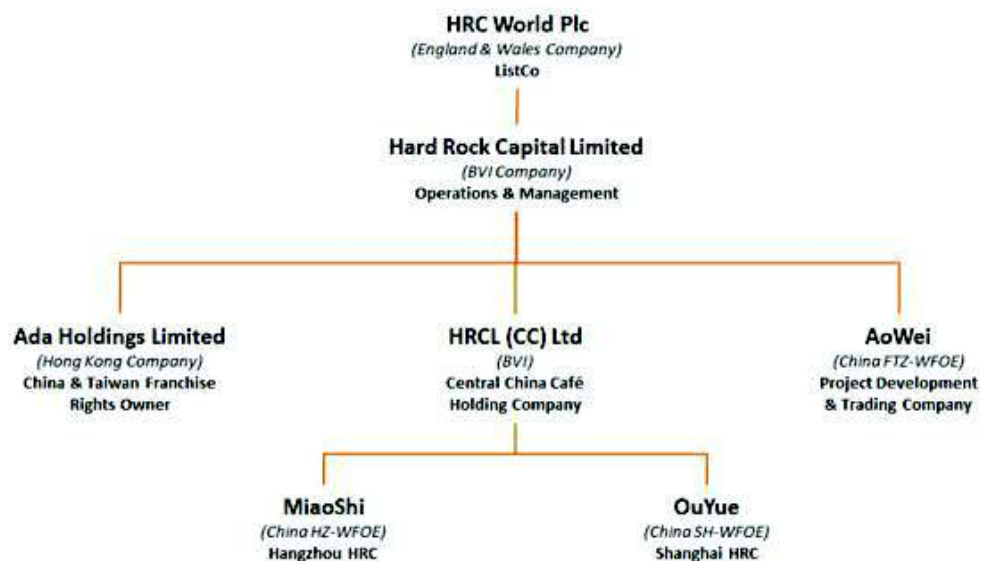 HRC World Plc
(England & Wales Company)
ListCo
Hard Rock Capital Limited
(BVI Company)
Operations & Management
Ada Holdings Limited
(Hong Kong Company)
China & Taiwan Franchise
Rights Owner
HRCL (CC) Ltd
(BVI)
Central China Café
Holding Company
AoWei
(China FTZ-WFOE)
Project Development
& Trading Company
MiaoShi
(China HZ-WFOE)
Hangzhou HRC
OuYue
(China SH-WFOE)
Shanghai HRC